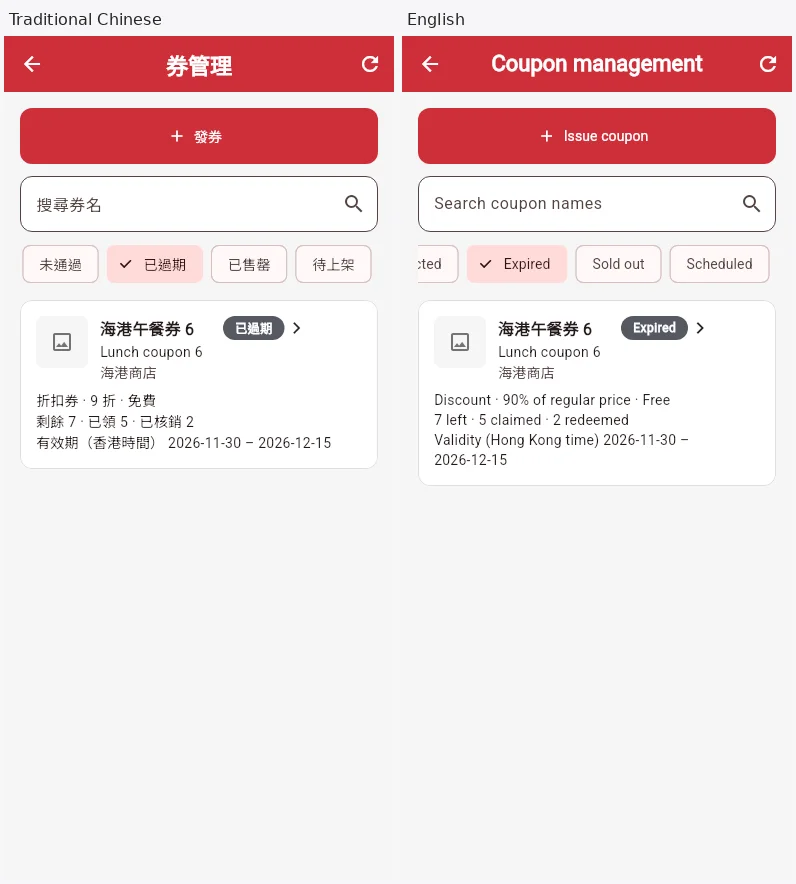 Traditional Chinese
券管理
發券
搜尋券名
未通過
已過期
已售罄
待上架
海港午餐券 6
已過期
Lunch coupon 6
海港商店
折扣券 · 9 折 · 免費
剩餘 7 · 已領 5 · 已核銷 2
有效期（香港時間） 2026-11-30 – 2026-12-15
English
Coupon management
Issue coupon
Search coupon names
cted
Expired
Sold out
Scheduled
海港午餐券 6
Expired
Lunch coupon 6
海港商店
Discount · 90% of regular price · Free
7 left · 5 claimed · 2 redeemed
Validity (Hong Kong time) 2026-11-30 –
2026-12-15